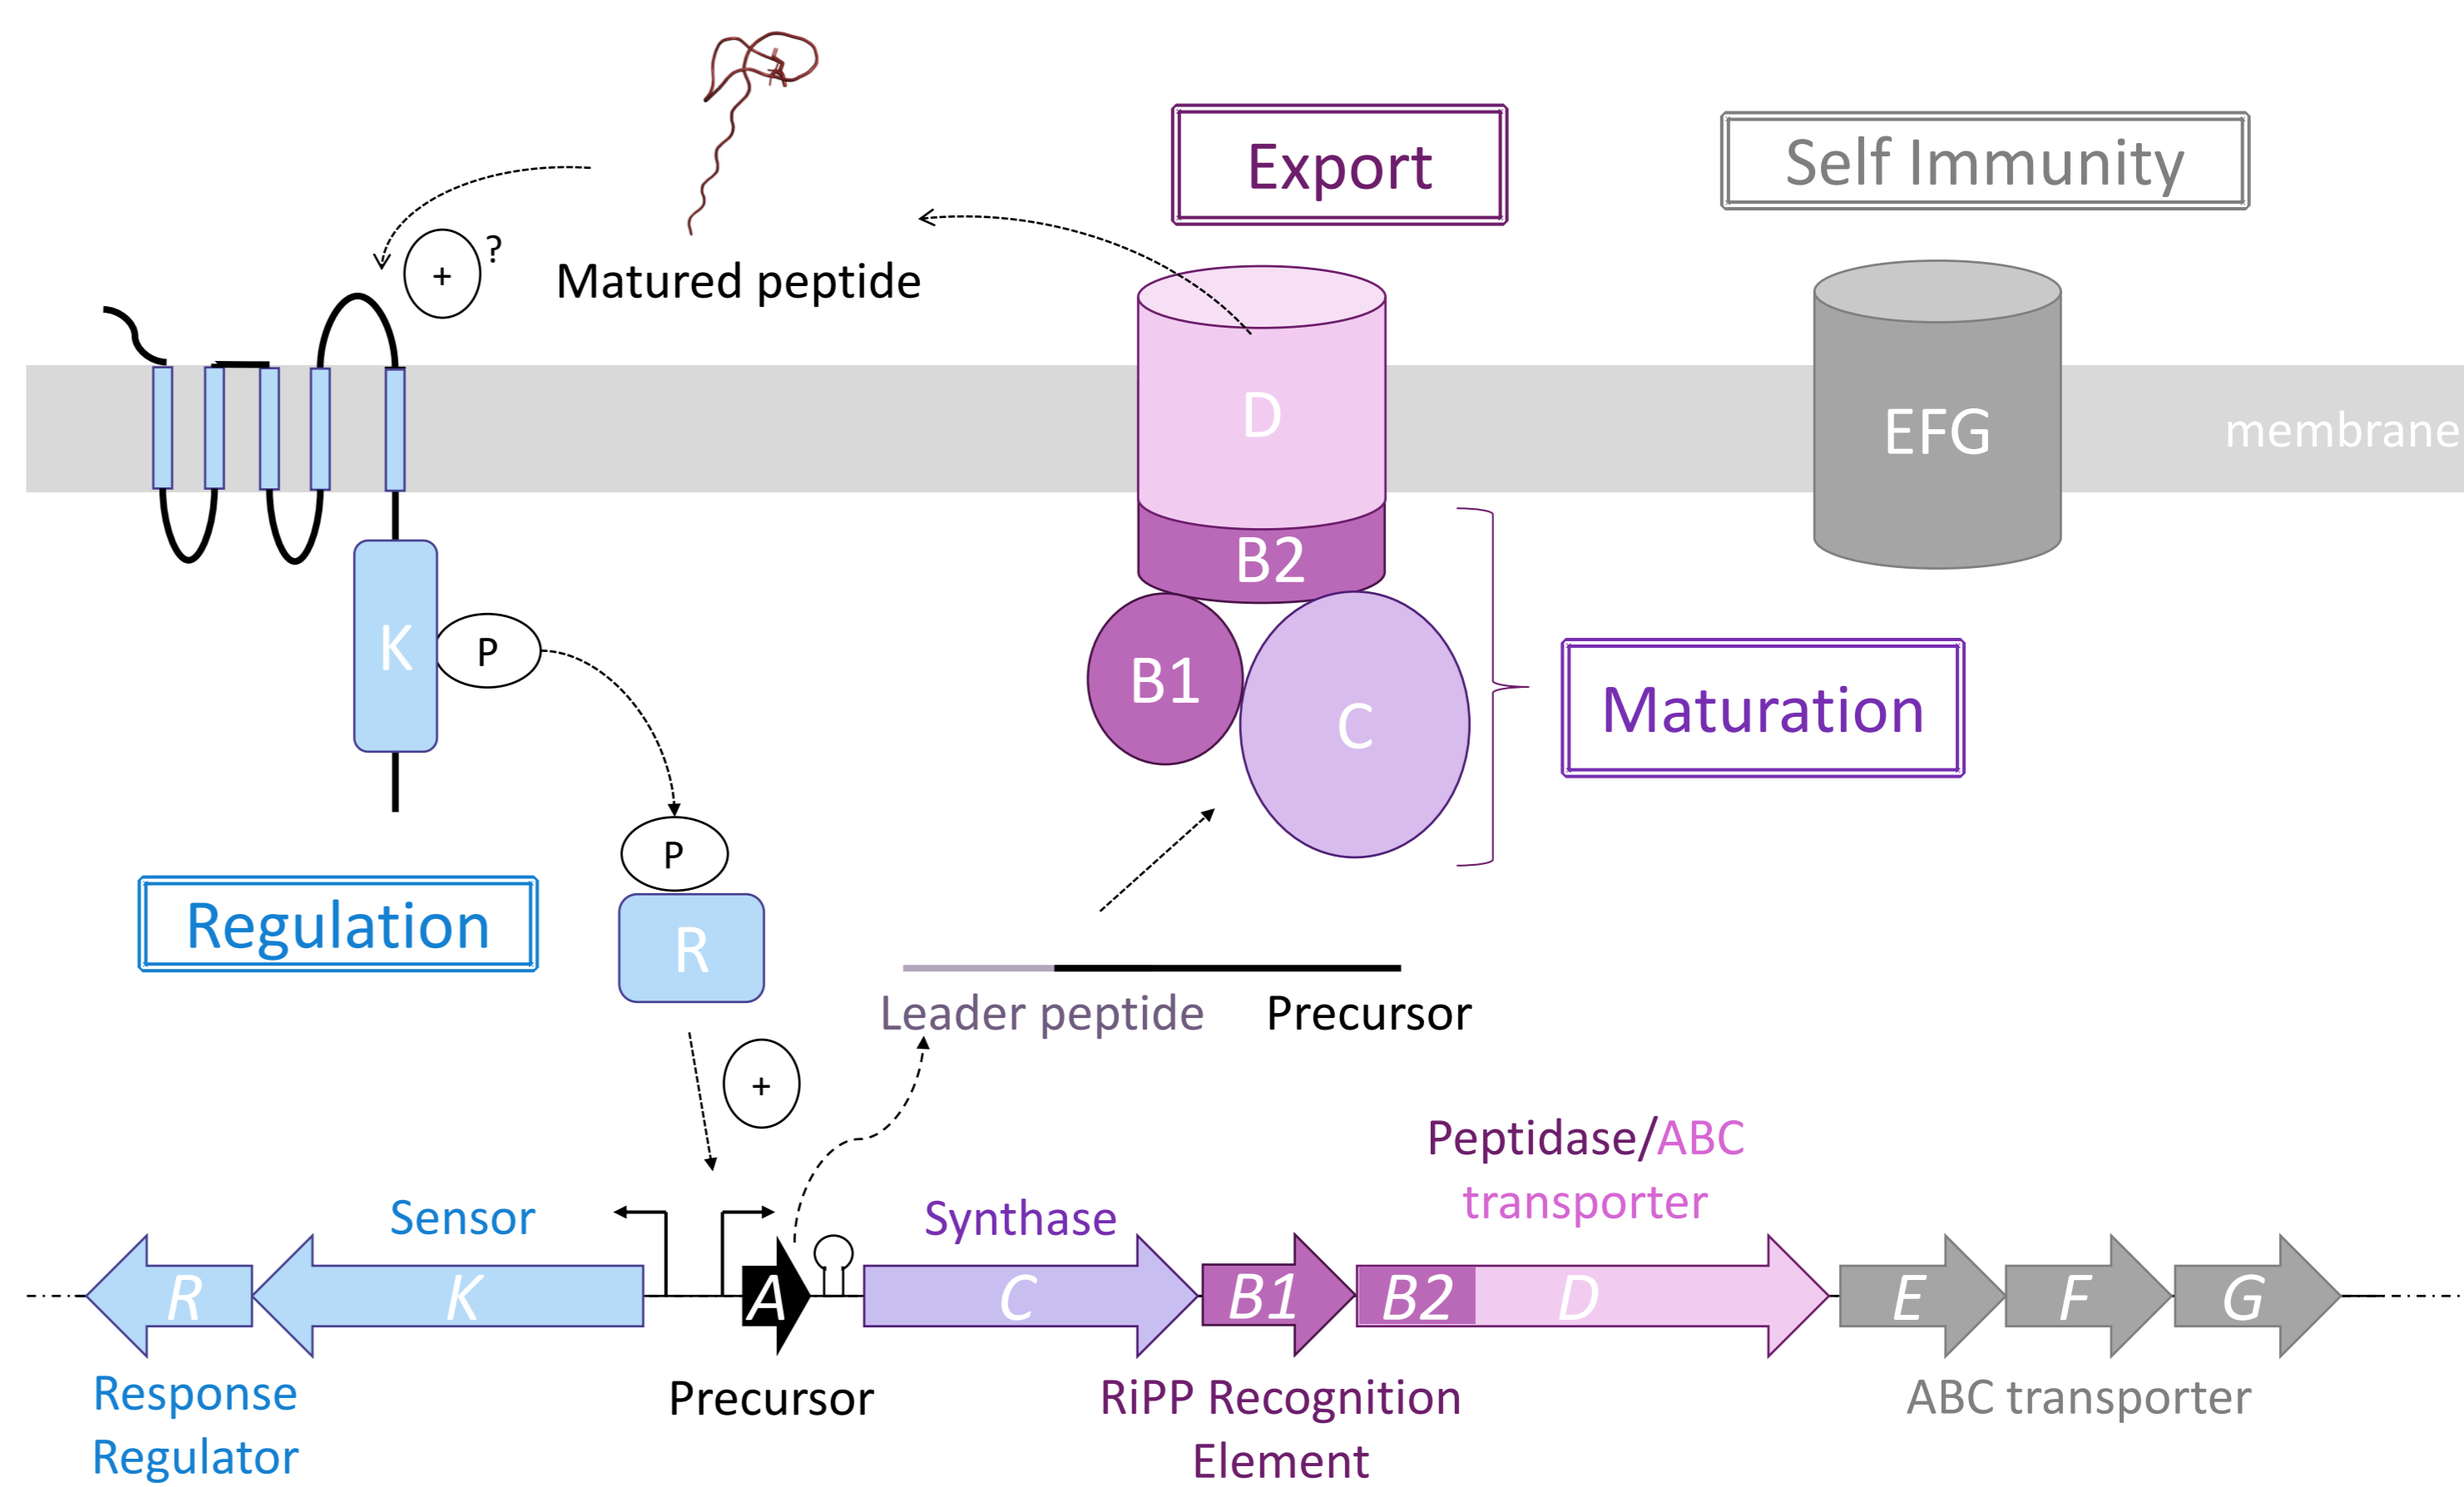 Export
Self Immunity
+
?
Matured peptide
D
EFG
membrane
B2
K
P
B1
C
Maturation
P
R
Regulation
Leader peptide
Precursor
+
Peptidase/ABC
transporter
Sensor
Synthase
R
K
A
C
B1
B2
D
E
F
G
Response
Regulator
Precursor
RiPP Recognition
Element
ABC transporter